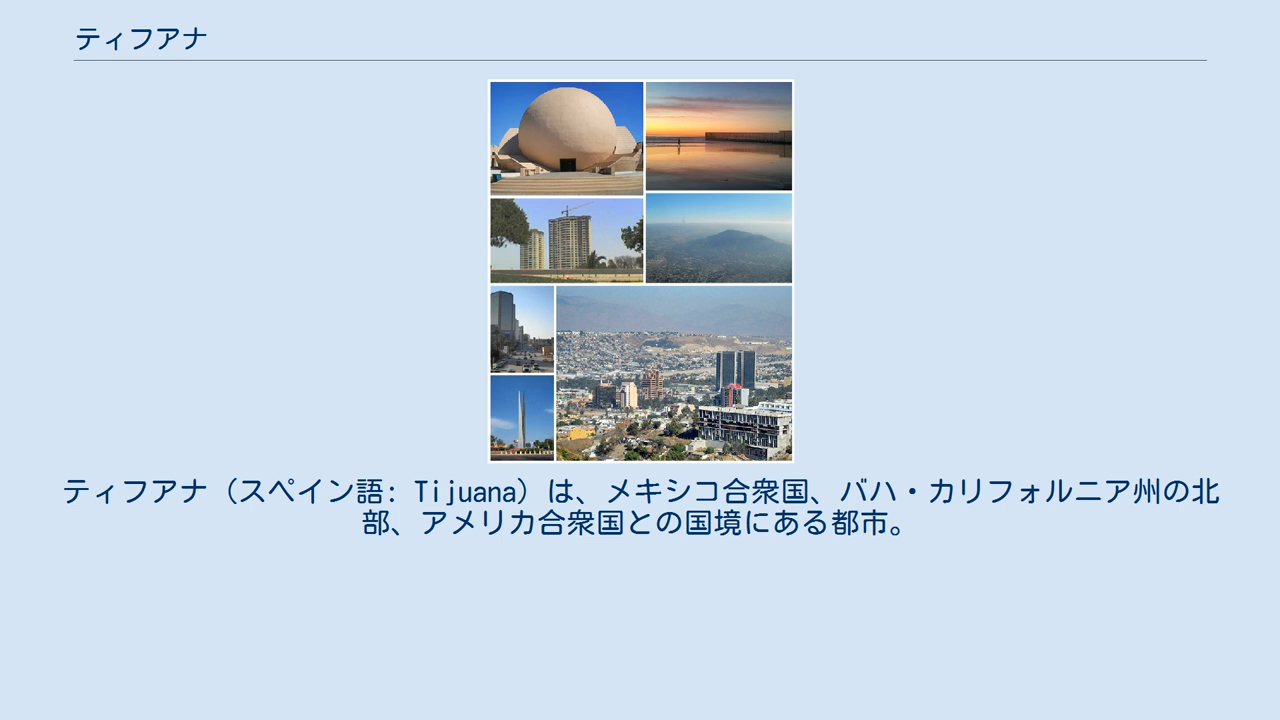 ティフアナ
ティフアナ（スペイン語: Tijuana）は、メキシコ合衆国、バハ・カリフォルニア州の北
部、アメリカ合衆国との国境にある都市。